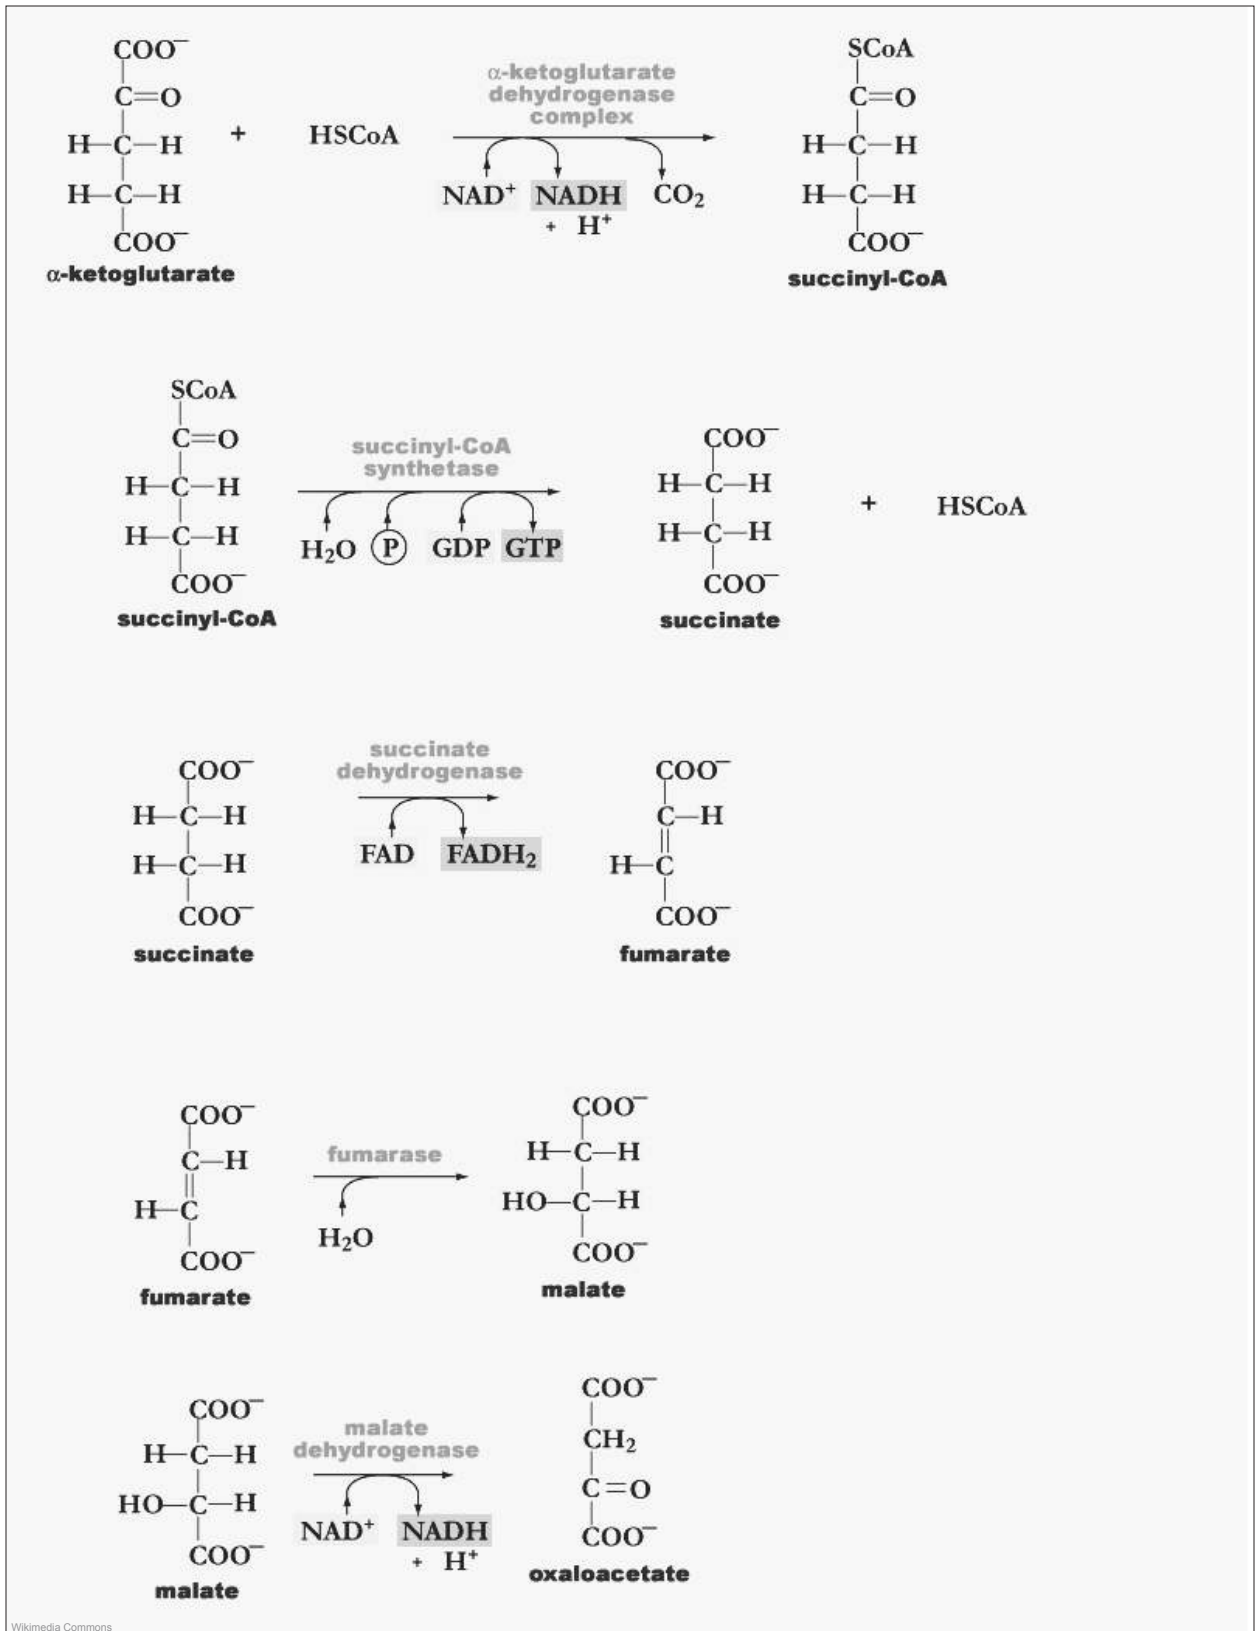 COO⁻ SCoA
C=O α-ketoglutarate C=O
dehydrogenase
complex
H–C–H + HSCoA H–C–H
H–C–H NAD⁺ NADH CO₂ H–C–H
+ H⁺
COO⁻ COO⁻
α-ketoglutarate succinyl-CoA
SCoA
C=O succinyl-CoA COO⁻
synthetase
H–C–H H–C–H + HSCoA
H–C–H H₂O P GDP GTP H–C–H
COO⁻ COO⁻
succinyl-CoA succinate
succinate
COO⁻ dehydrogenase COO⁻
H–C–H C–H
H–C–H FAD FADH₂ H–C
COO⁻ COO⁻
succinate fumarate
COO⁻ COO⁻
C–H fumarase H–C–H
H–C HO–C–H
H₂O
COO⁻ COO⁻
fumarate malate
COO⁻ COO⁻
malate
H–C–H dehydrogenase CH₂
HO–C–H C=O
NAD⁺ NADH
+ H⁺
COO⁻ COO⁻
malate oxaloacetate
Wikimedia Commons